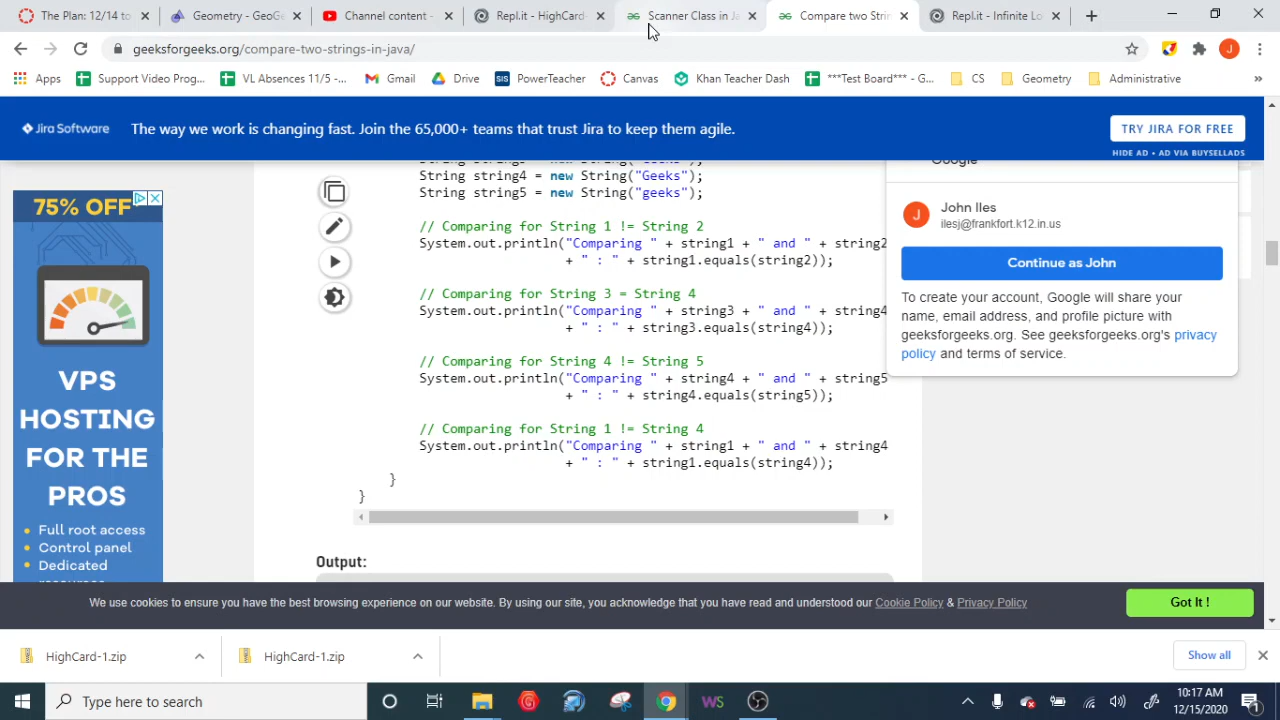 The Plan: 12/14 to
Geometry - GeoGe
Channel content -
Repl.it - HighCard-
Scanner Class in Ja
Compare two Strin
Repl.it - Infinite Lo
geeksforgeeks.org/compare-two-strings-in-java/
J
Apps
Support Video Prog...
VL Absences 11/5 -...
Gmail
Drive
SIS
PowerTeacher
Canvas
Khan Teacher Dash
***Test Board*** - G...
CS
Geometry
Administrative
»
Jira Software
The way we work is changing fast. Join the 65,000+ teams that trust Jira to keep them agile.
TRY JIRA FOR FREE
HIDE AD • AD VIA BUYSELLADS
75% OFF
VPS
HOSTING
FOR THE
PROS
• Full root access
• Control panel
• Dedicated
String string3 = new String("Geeks");
String string4 = new String("Geeks");
String string5 = new String("geeks");
// Comparing for String 1 != String 2
System.out.println("Comparing " + string1 + " and " + string2
+ " : " + string1.equals(string2));
// Comparing for String 3 = String 4
System.out.println("Comparing " + string3 + " and " + string4
+ " : " + string3.equals(string4));
// Comparing for String 4 != String 5
System.out.println("Comparing " + string4 + " and " + string5
+ " : " + string4.equals(string5));
// Comparing for String 1 != String 4
System.out.println("Comparing " + string1 + " and " + string4
+ " : " + string1.equals(string4));
}
}
Output:
Google
J
John Iles
ilesj@frankfort.k12.in.us
Continue as John
To create your account, Google will share your
name, email address, and profile picture with
geeksforgeeks.org. See geeksforgeeks.org's privacy
policy and terms of service.
We use cookies to ensure you have the best browsing experience on our website. By using our site, you acknowledge that you have read and understood our Cookie Policy & Privacy Policy
Got It !
HighCard-1.zip
HighCard-1.zip
Show all
Type here to search
WS
10:17 AM
12/15/2020
1